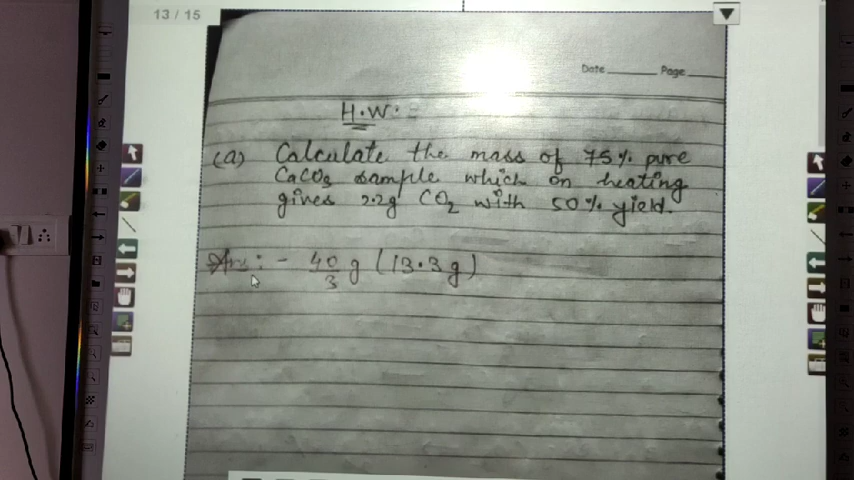 13 / 15
Date Page
H.W:-
(a) Calculate the mass of 75% pure
CaCO₃ sample which on heating
gives 2.2g CO₂ with 50% yield.
Ans:- 40/3 g (13.3g)